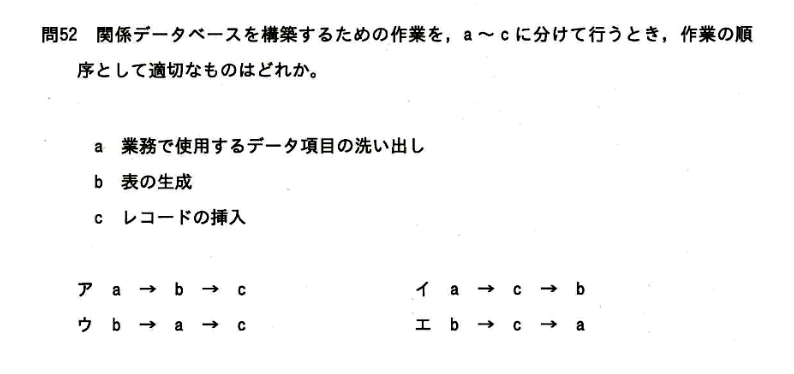 問52 関係データベースを構築するための作業を，a～cに分けて行うとき，作業の順
序として適切なものはどれか。
a 業務で使用するデータ項目の洗い出し
b 表の生成
c レコードの挿入
ア a → b → c イ a → c → b
ウ b → a → c エ b → c → a